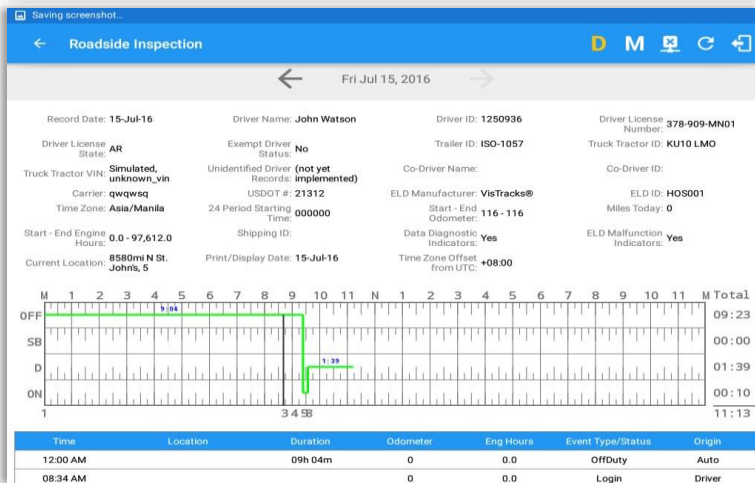 Saving screenshot...
← Roadside Inspection D M
Fri Jul 15, 2016
Record Date: 15-Jul-16 Driver Name: John Watson Driver ID: 1250936 Driver License Number: 378-909-MN01
Driver License State: AR Exempt Driver Status: No Trailer ID: ISO-1057 Truck Tractor ID: KU10 LMO
Truck Tractor VIN: Simulated, unknown_vin Unidentified Driver Records: (not yet implemented) Co-Driver Name: Co-Driver ID:
Carrier: qwqwsq USDOT #: 21312 ELD Manufacturer: VisTracks® ELD ID: HOS001
Time Zone: Asia/Manila 24 Period Starting Time: 000000 Start - End Odometer: 116 - 116 Miles Today: 0
Start - End Engine Hours: 0.0 - 97,612.0 Shipping ID: Data Diagnostic Indicators: Yes ELD Malfunction Indicators: Yes
Current Location: 8580mi N St. John's, 5 Print/Display Date: 15-Jul-16 Time Zone Offset from UTC: +08:00
M 1 2 3 4 5 6 7 8 9 10 11 N 1 2 3 4 5 6 7 8 9 10 11 M Total
OFF 9:04 09:23
SB 00:00
D 1:39 01:39
ON 00:10
1 3 4 11:13
Time Location Duration Odometer Eng Hours Event Type/Status Origin
12:00 AM 09h 04m 0 0.0 OffDuty Auto
08:34 AM 0 0.0 Login Driver